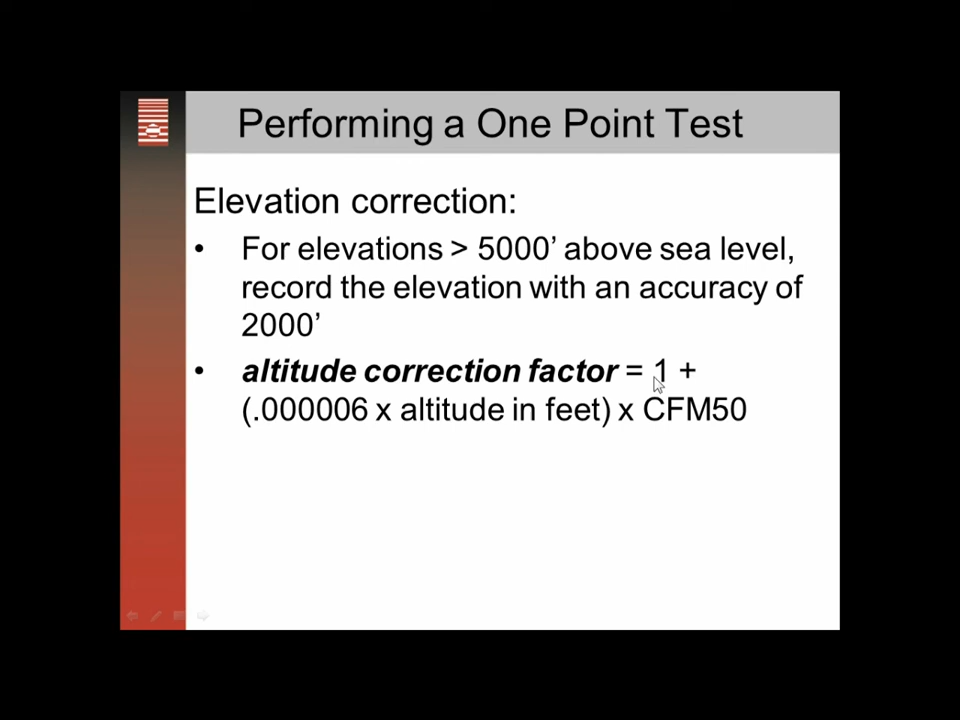 Performing a One Point Test
Elevation correction:
• For elevations > 5000’ above sea level,
record the elevation with an accuracy of
2000’
• altitude correction factor = 1 +
(.000006 x altitude in feet) x CFM50